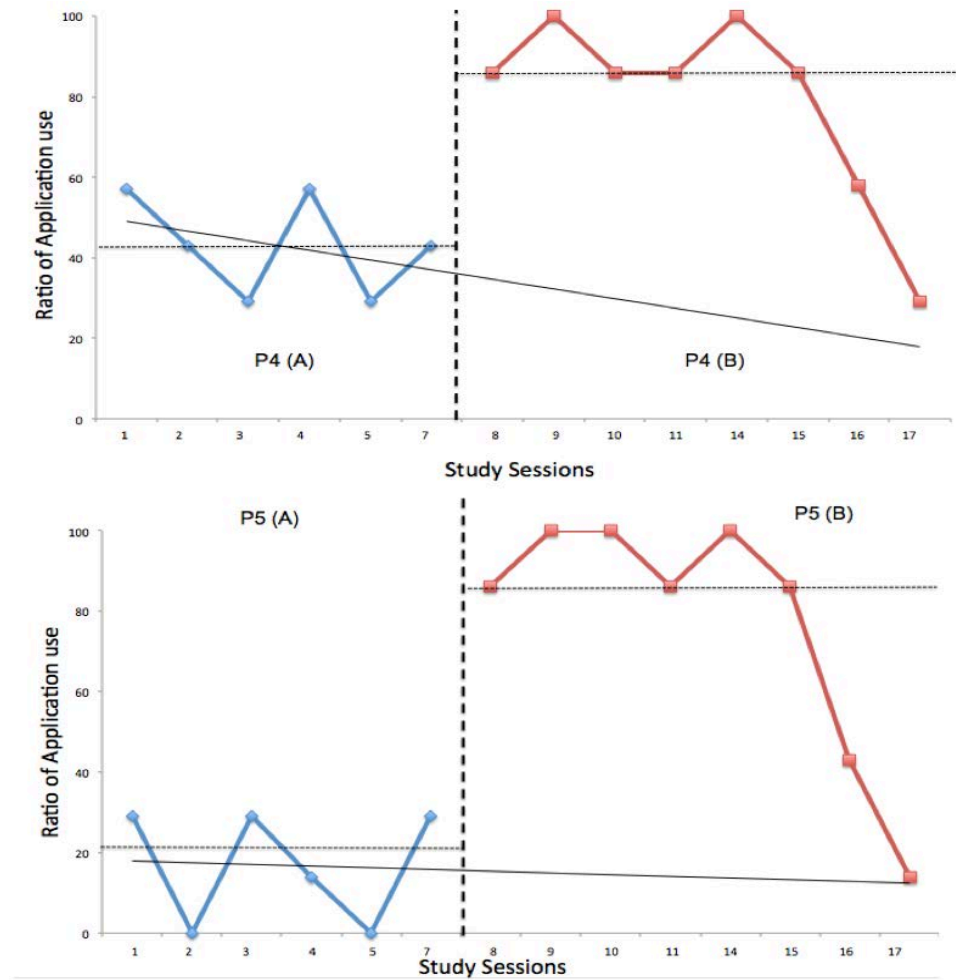 100
80
60
40
20
0
Ratio of Application use
P4 (A)
P4 (B)
1 2 3 4 5 7 8 9 10 11 14 15 16 17
Study Sessions
P5 (A)
P5 (B)
100
80
60
40
20
0
Ratio of Application use
1 2 3 4 5 7 8 9 10 11 14 15 16 17
Study Sessions